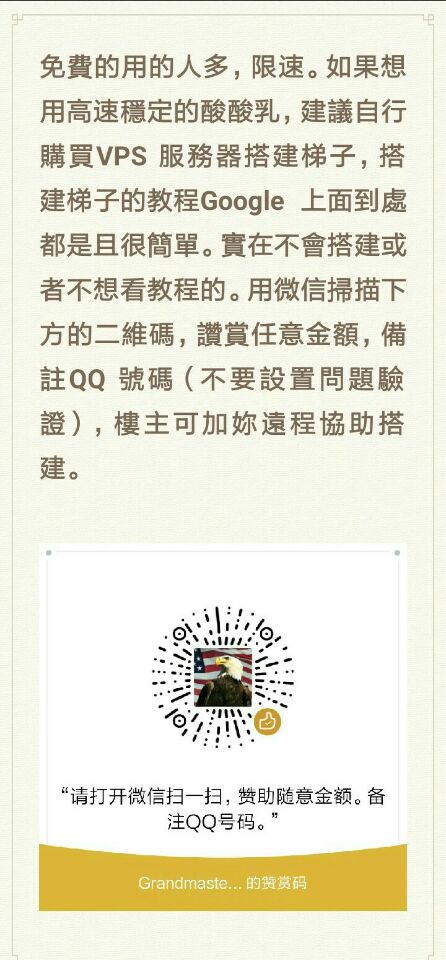 免費的用的人多，限速。如果想
用高速穩定的酸酸乳，建議自行
購買VPS 服務器搭建梯子，搭
建梯子的教程Google 上面到處
都是且很簡單。實在不會搭建或
者不想看教程的。用微信掃描下
方的二維碼，讚賞任意金額，備
註QQ 號碼（不要設置問題驗
證），樓主可加妳遠程協助搭
建。
“请打开微信扫一扫，赞助随意金额。备
注QQ号码。”
Grandmaste... 的赞赏码